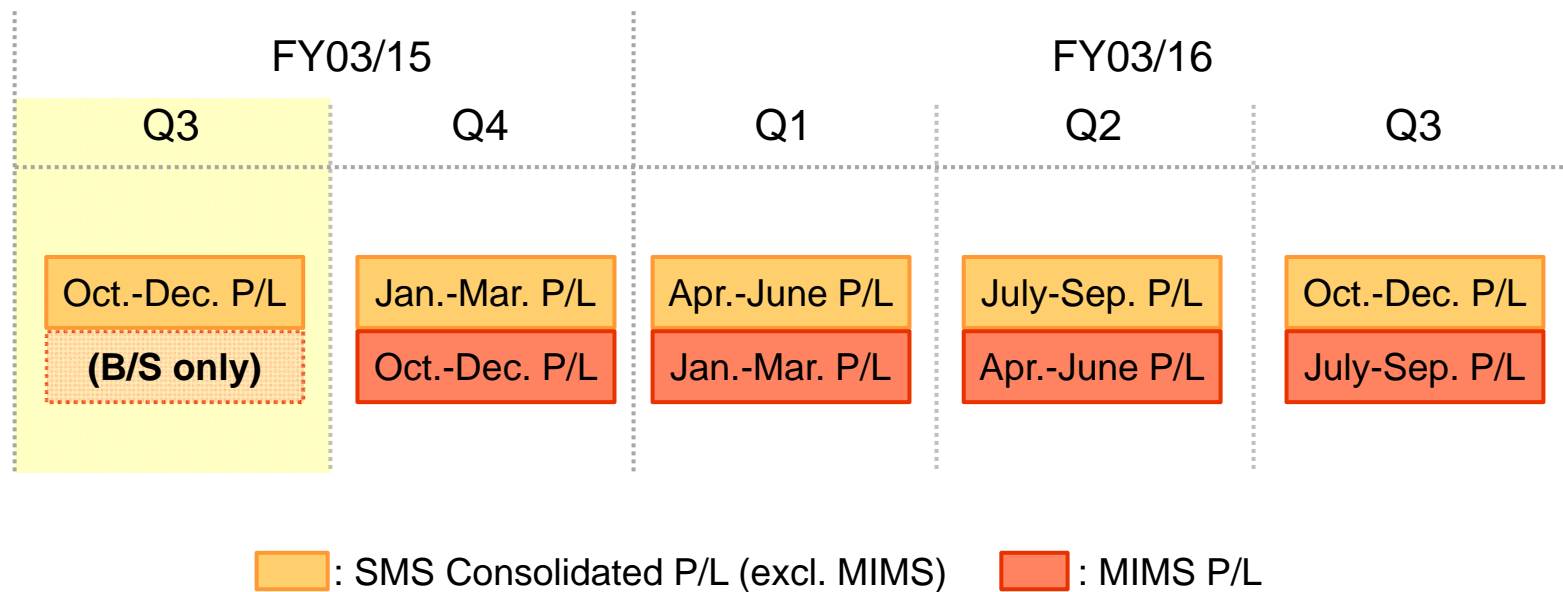 FY03/15 FY03/16
Q3 Q4 Q1 Q2 Q3
Oct.-Dec. P/L Jan.-Mar. P/L Apr.-June P/L July-Sep. P/L Oct.-Dec. P/L
(B/S only) Oct.-Dec. P/L Jan.-Mar. P/L Apr.-June P/L July-Sep. P/L
: SMS Consolidated P/L (excl. MIMS) : MIMS P/L